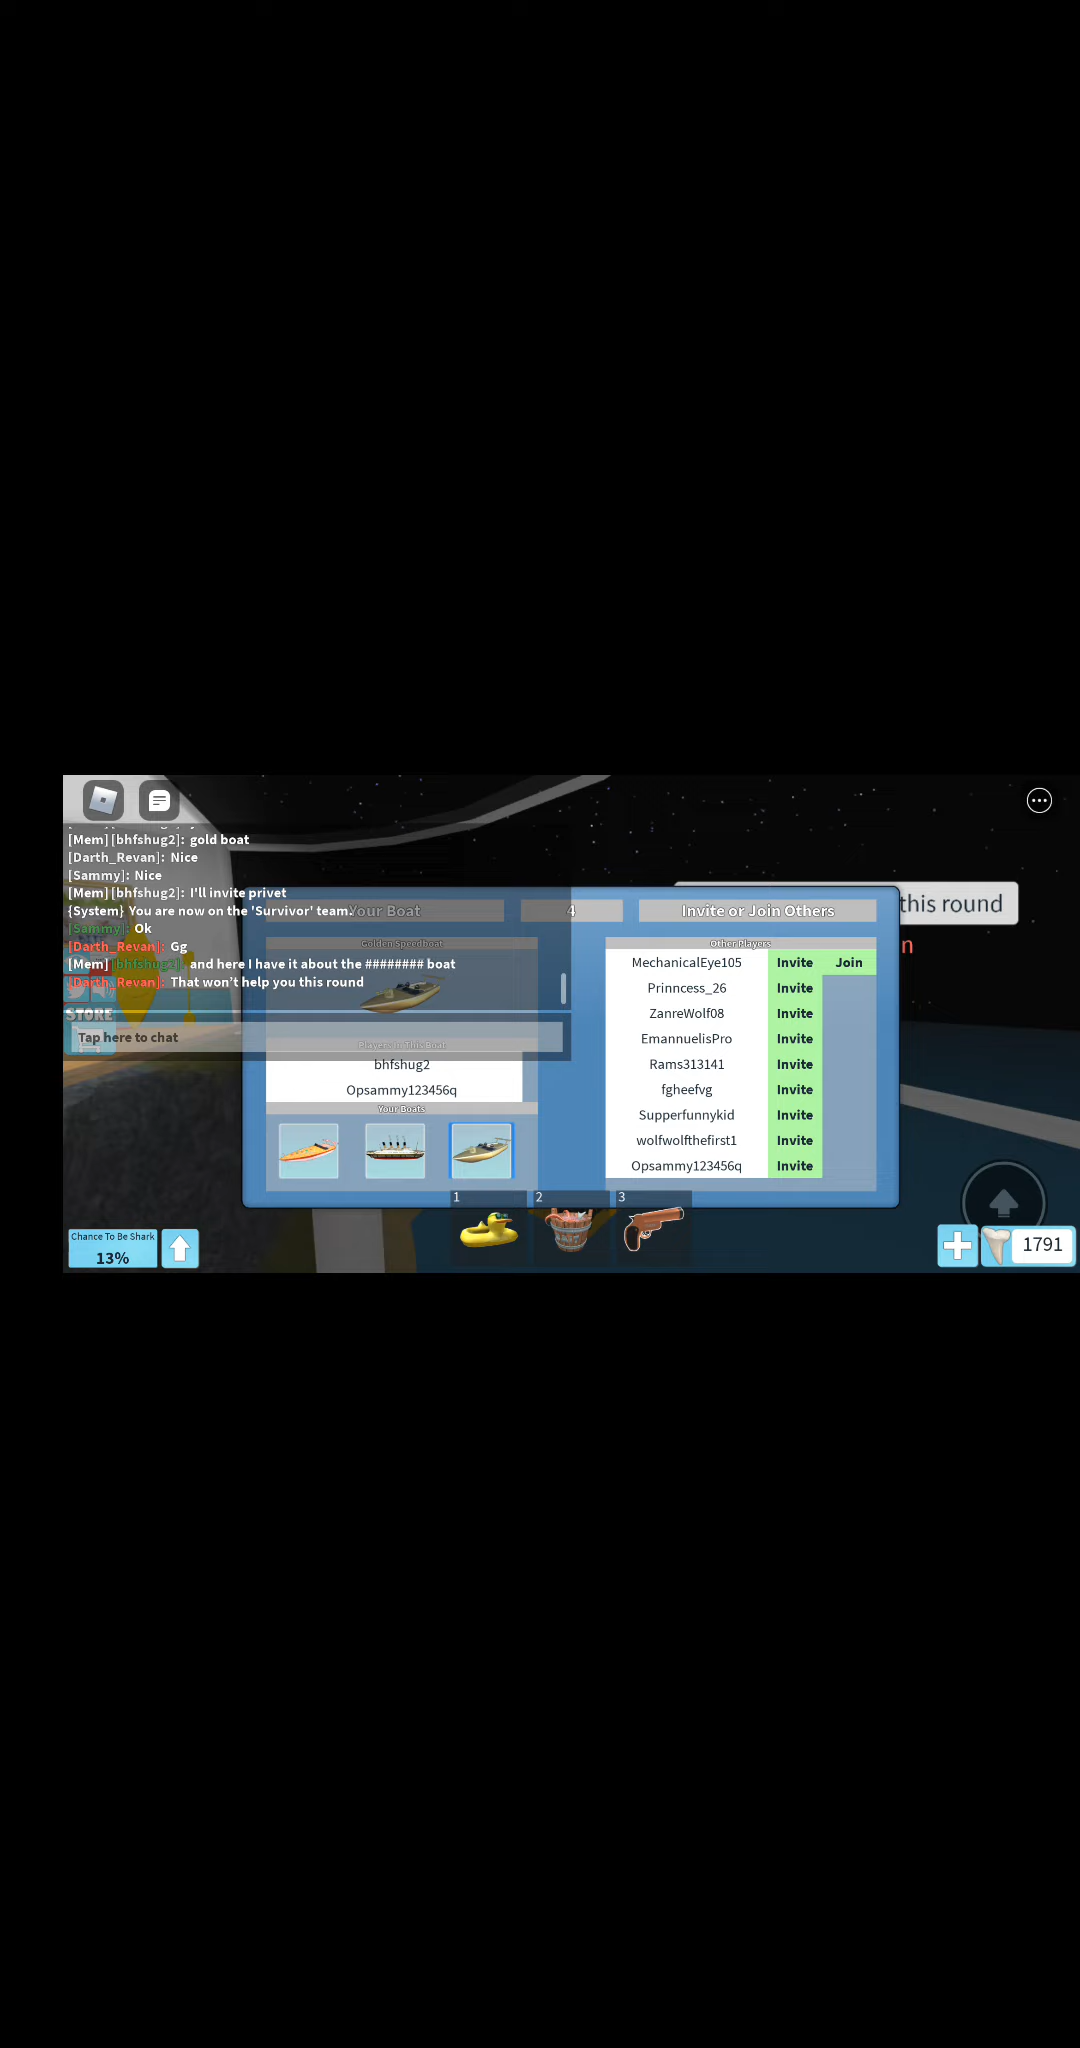 [Mem][bhfshug2]: gold boat
[Darth_Revan]: Nice
[Sammy]: Nice
[Mem][bhfshug2]: I'll invite privet
{System} You are now on the 'Survivor' team.
[Sammy]: Ok
[Darth_Revan]: Gg
[Mem][bhfshug2]: and here I have it about the ######## boat
[Darth_Revan]: That won't help you this round
STORE
Tap here to chat
Your Boat
4
Invite or Join Others
this round
n
Golden Speedboat
Players In This Boat
bhfshug2
Opsammy123456q
Your Boats
Other Players
MechanicalEye105 Invite Join
Prinncess_26 Invite
ZanreWolf08 Invite
EmannuelisPro Invite
Rams313141 Invite
fgheefvg Invite
Supperfunnykid Invite
wolfwolfthefirst1 Invite
Opsammy123456q Invite
1 2 3
Chance To Be Shark
13%
1791